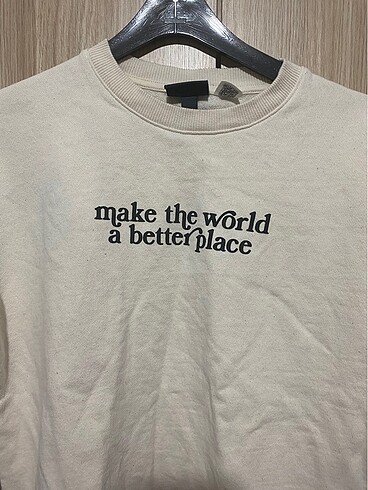 make the world
a better place